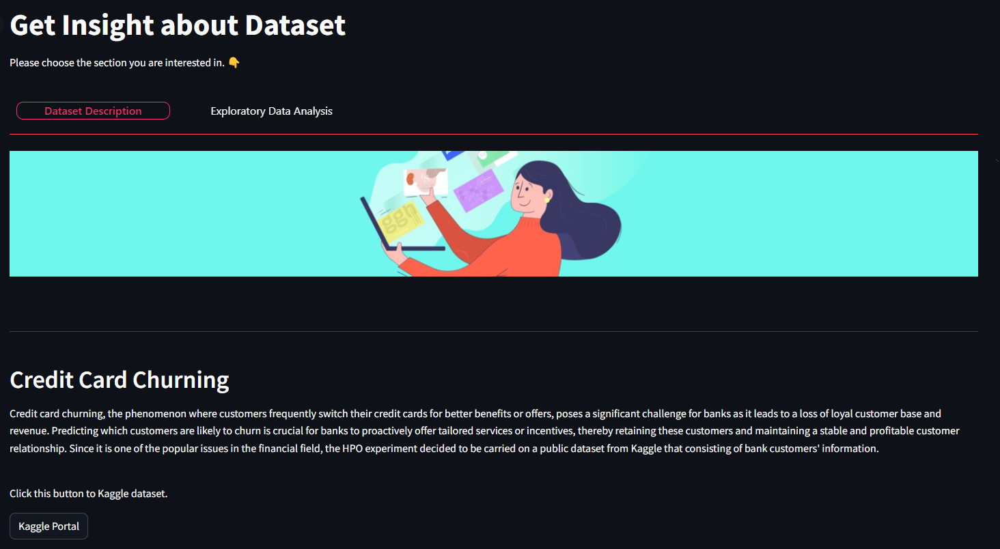 Get Insight about Dataset
Please choose the section you are interested in. 👇
Dataset Description
Exploratory Data Analysis
ggn
Credit Card Churning
Credit card churning, the phenomenon where customers frequently switch their credit cards for better benefits or offers, poses a significant challenge for banks as it leads to a loss of loyal customer base and
revenue. Predicting which customers are likely to churn is crucial for banks to proactively offer tailored services or incentives, thereby retaining these customers and maintaining a stable and profitable customer
relationship. Since it is one of the popular issues in the financial field, the HPO experiment decided to be carried on a public dataset from Kaggle that consisting of bank customers' information.
Click this button to Kaggle dataset.
Kaggle Portal